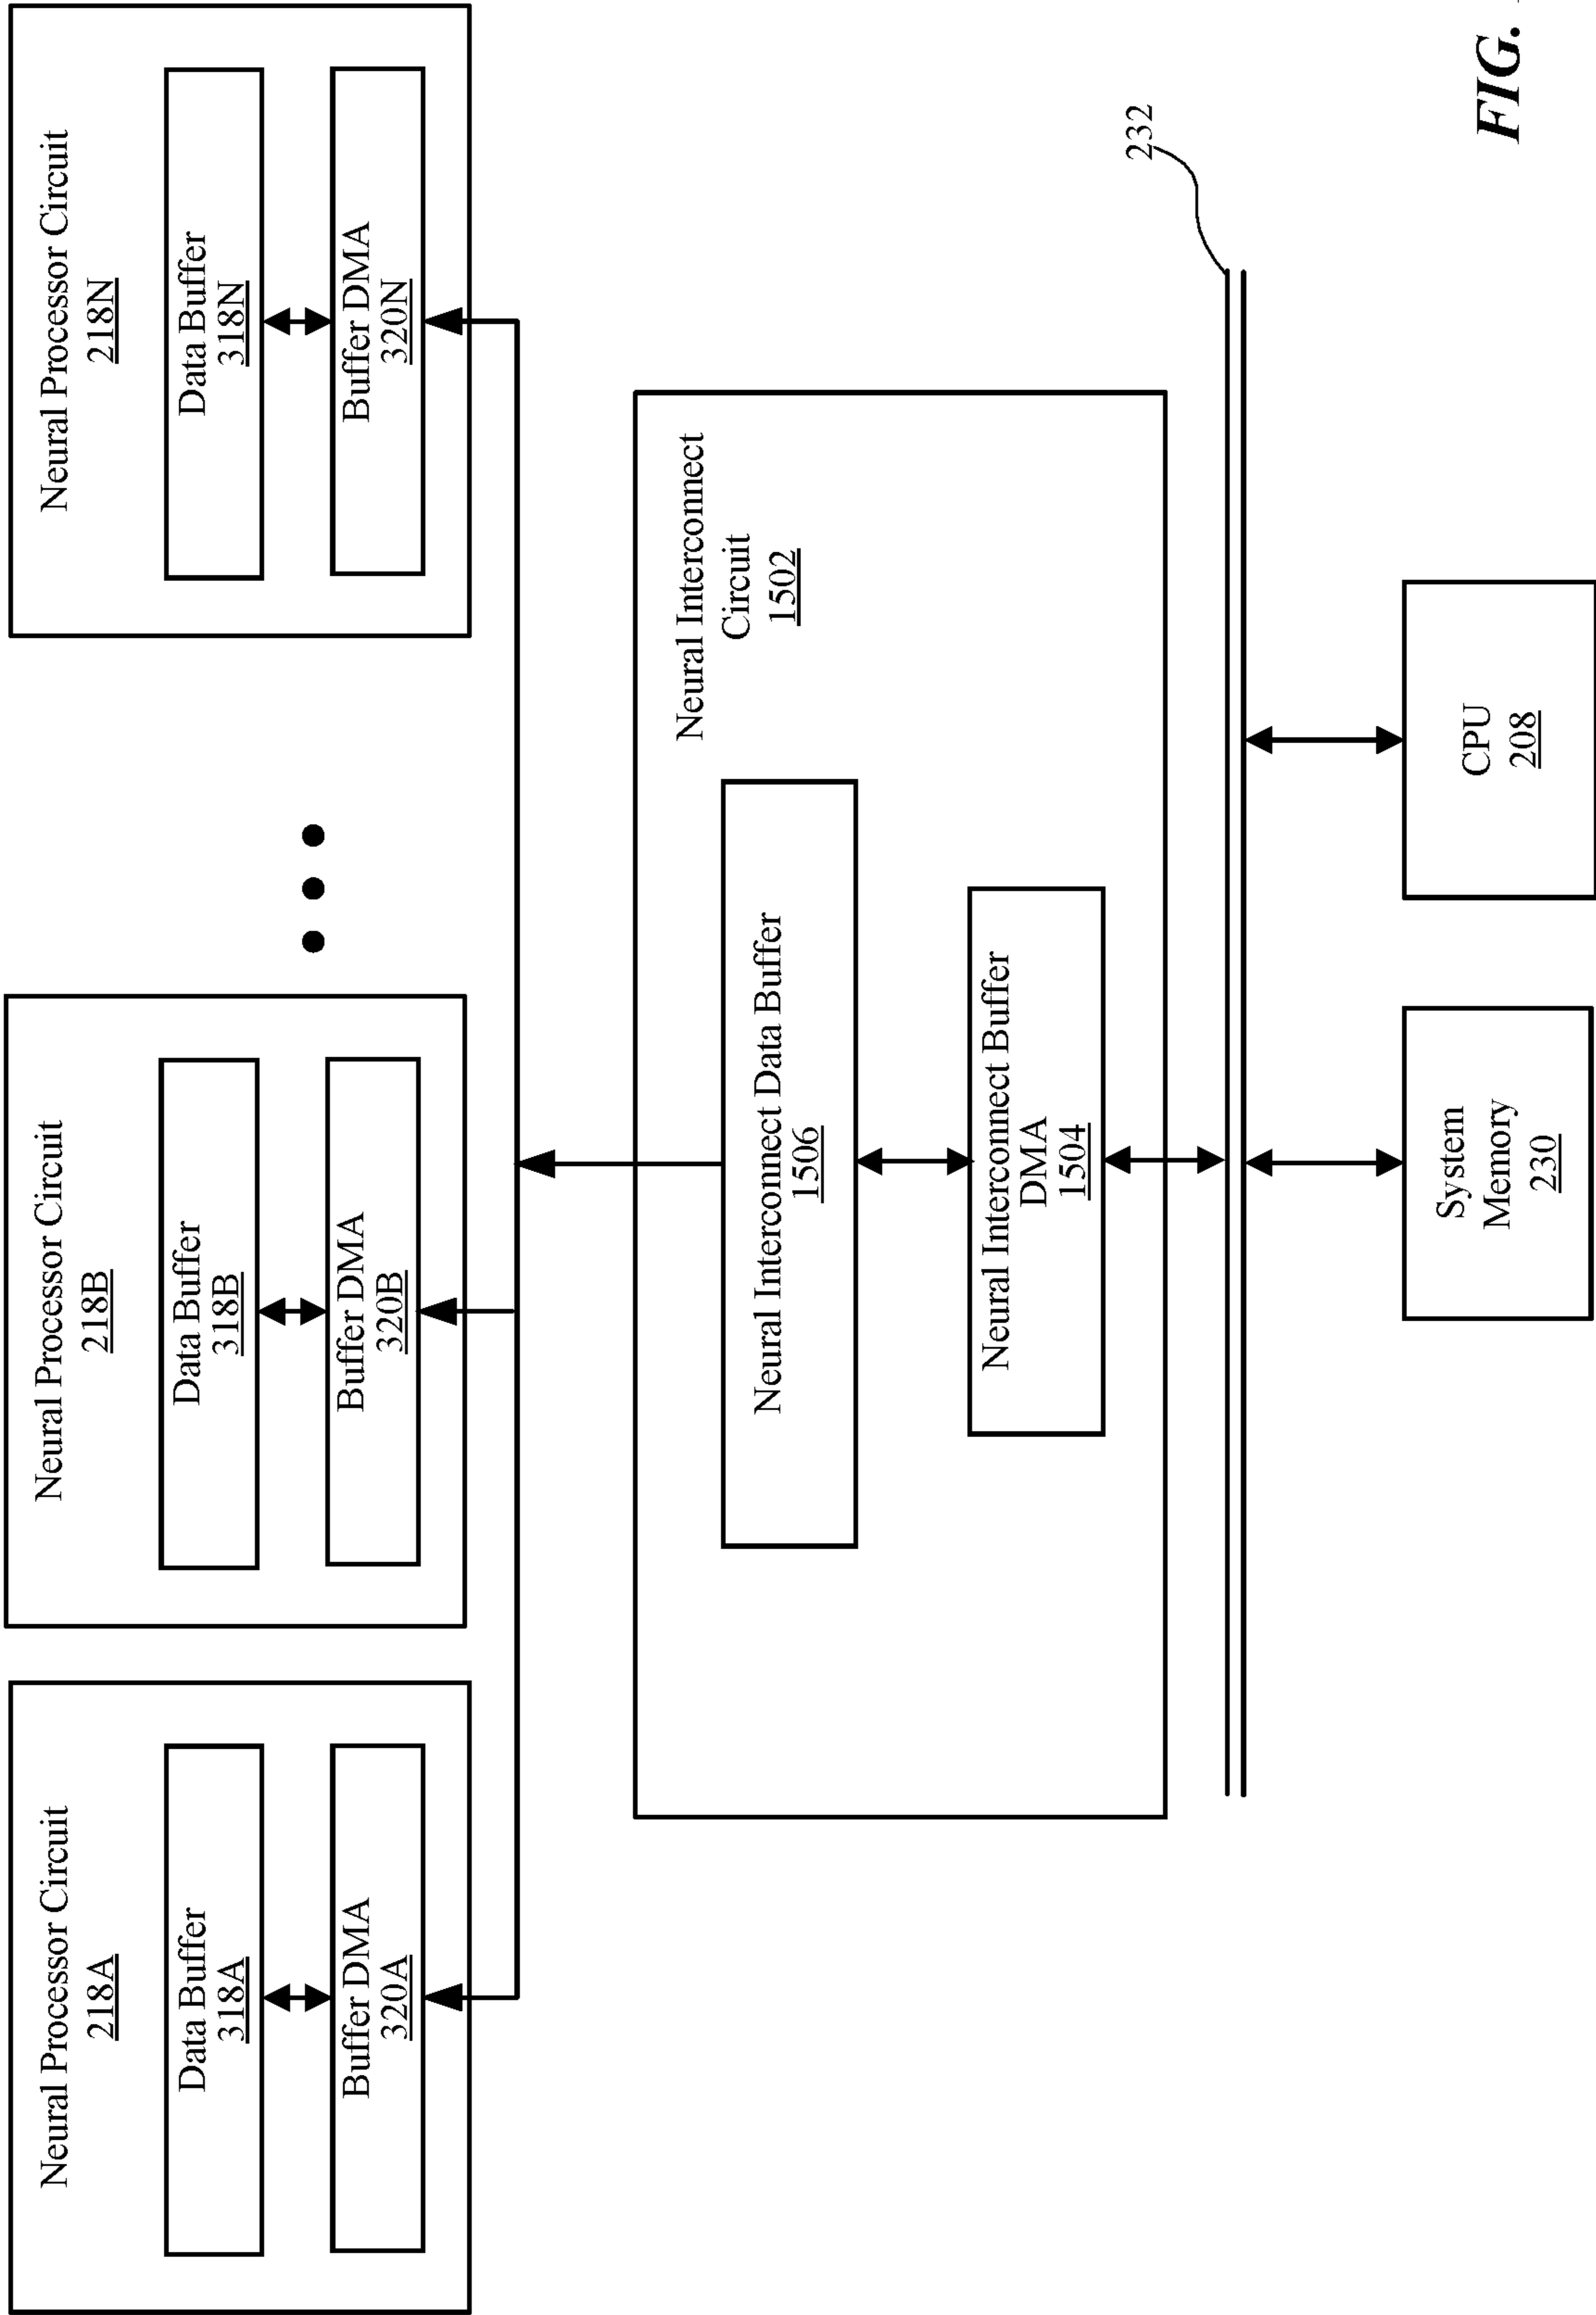 Neural Processor Circuit
218A
Data Buffer
318A
Buffer DMA
320A
Neural Processor Circuit
218B
Data Buffer
318B
Buffer DMA
320B
Neural Processor Circuit
218N
Data Buffer
318N
Buffer DMA
320N
Neural Interconnect
Circuit
1502
Neural Interconnect Data Buffer
1506
Neural Interconnect Buffer
DMA
1504
232
System
Memory
230
CPU
208
FIG.